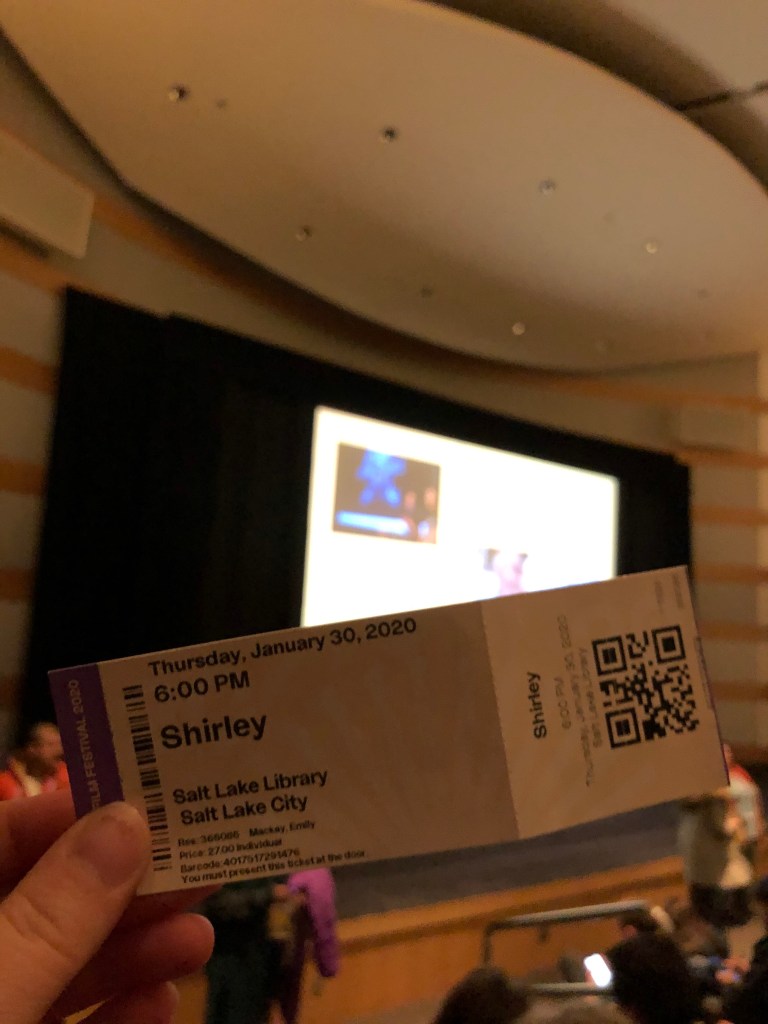 FILM FESTIVAL 2020
Thursday, January 30, 2020
6:00 PM
Shirley
Salt Lake Library
Salt Lake City
Res: 365086 Mackay, Emily
Price: 27.00 Individual
Barcode:4017517291476
You must present this ticket at the door.
Shirley
6:00 PM
Thursday, January 30, 2020
Salt Lake Library